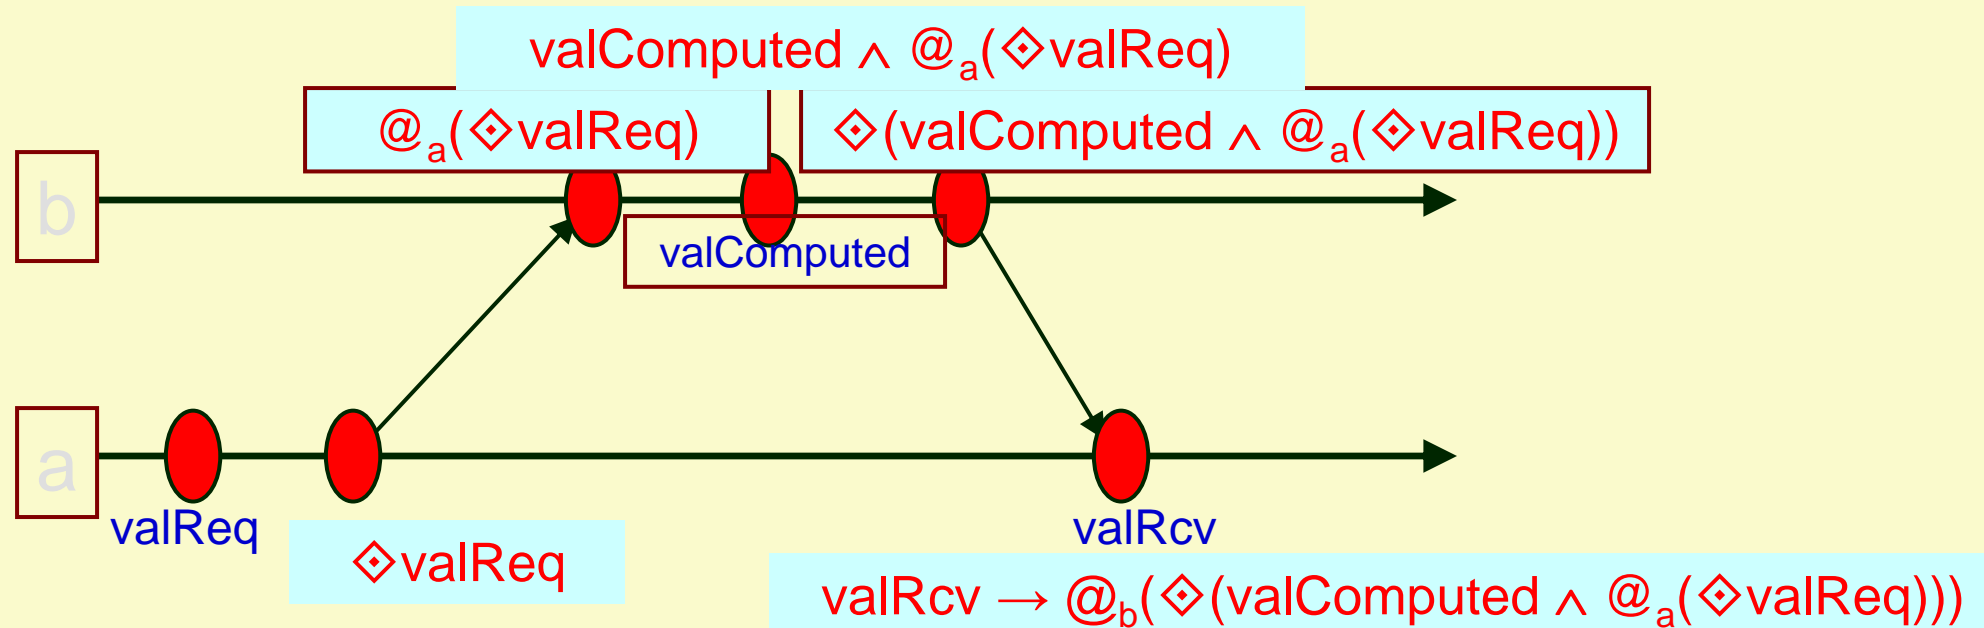 valComputed ∧ @a(⟐valReq)
@a(⟐valReq)
⟐(valComputed ∧ @a(⟐valReq))
b
valComputed
a
valReq
valRcv
⟐valReq
valRcv → @b(⟐(valComputed ∧ @a(⟐valReq)))